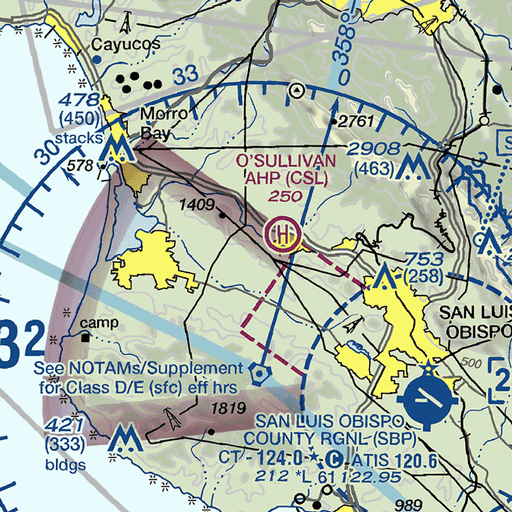 Cayucos
33
O 358°
478
(450)
stacks
Morro
Bay
30
2761
2908
(463)
578
O'SULLIVAN
AHP (CSL)
250
H
1409
753
(258)
SAN LUIS
OBISPO
camp
32
500
See NOTAMs/Supplement
for Class D/E (sfc) eff hrs
2
421
(333)
bldgs
1819
SAN LUIS OBISPO
COUNTY RGNL (SBP)
CT - 124.0 C ATIS 120.6
212 *L 61 122.95
989